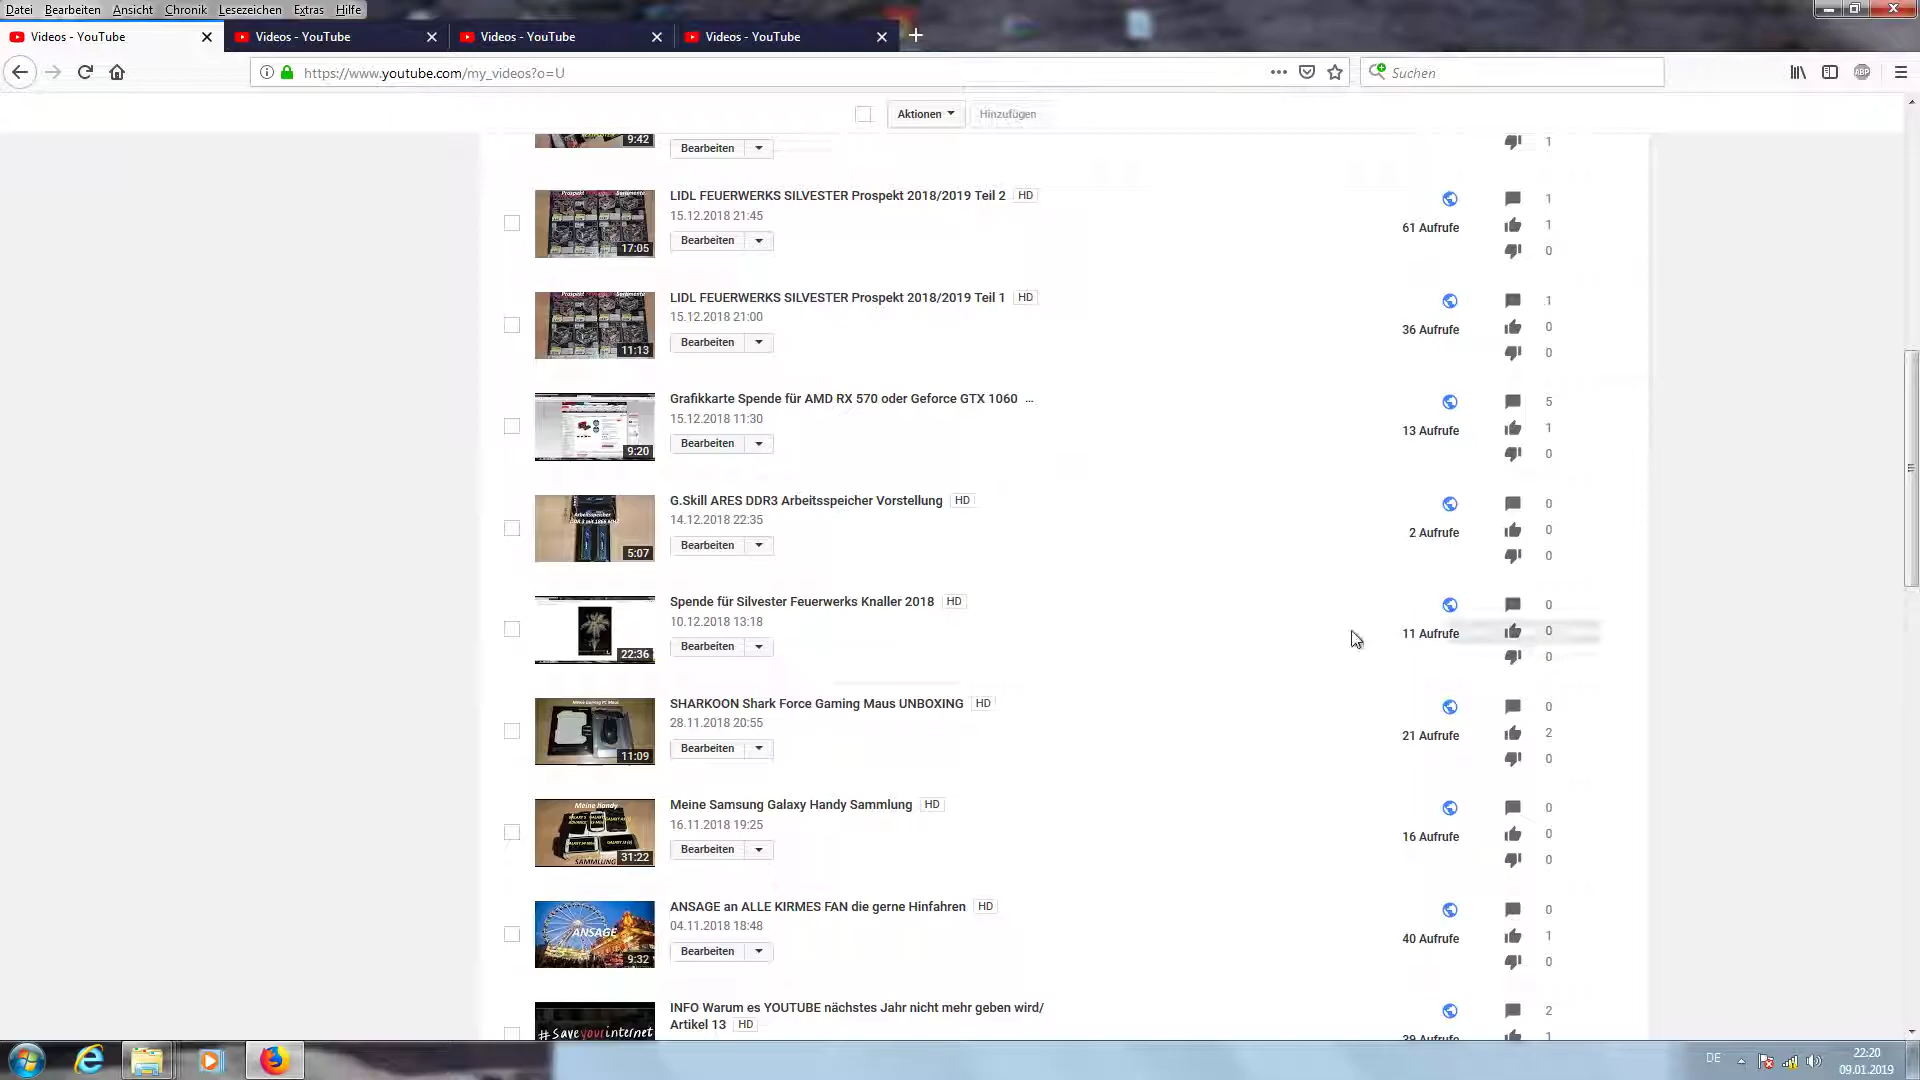 Datei Bearbeiten Ansicht Chronik Lesezeichen Extras Hilfe
Videos - YouTube Videos - YouTube Videos - YouTube Videos - YouTube
https://www.youtube.com/my_videos?o=U Suchen ABP
Aktionen Hinzufügen
9:42 Bearbeiten 1
LIDL FEUERWERKS SILVESTER Prospekt 2018/2019 Teil 2 HD 1
15.12.2018 21:45
61 Aufrufe 1
17:05 Bearbeiten 0
LIDL FEUERWERKS SILVESTER Prospekt 2018/2019 Teil 1 HD 1
15.12.2018 21:00
36 Aufrufe 0
11:13 Bearbeiten 0
Grafikkarte Spende für AMD RX 570 oder Geforce GTX 1060 ... 5
15.12.2018 11:30
13 Aufrufe 1
9:20 Bearbeiten 0
G.Skill ARES DDR3 Arbeitsspeicher Vorstellung HD 0
14.12.2018 22:35
2 Aufrufe 0
5:07 Bearbeiten 0
Spende für Silvester Feuerwerks Knaller 2018 HD 0
10.12.2018 13:18
11 Aufrufe 0
22:36 Bearbeiten 0
SHARKOON Shark Force Gaming Maus UNBOXING HD 0
28.11.2018 20:55
21 Aufrufe 2
11:09 Bearbeiten 0
Meine Samsung Galaxy Handy Sammlung HD 0
16.11.2018 19:25
16 Aufrufe 0
Meine Handy
SAMMLUNG
31:22 Bearbeiten 0
ANSAGE an ALLE KIRMES FAN die gerne Hinfahren HD 0
04.11.2018 18:48
ANSAGE
40 Aufrufe 1
9:32 Bearbeiten 0
INFO Warum es YOUTUBE nächstes Jahr nicht mehr geben wird/ 2
Artikel 13 HD
#Saveyourinternet
39 Aufrufe 1
DE
22:20
09.01.2019